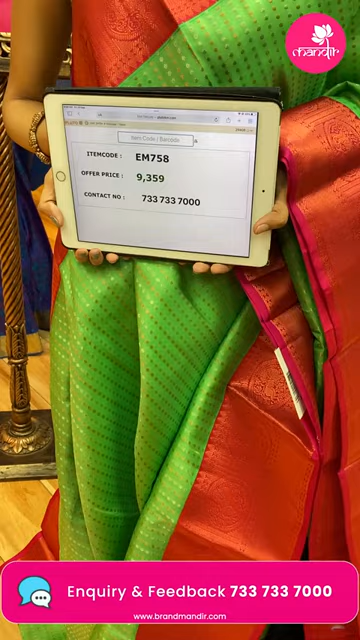 mandir
Item Code / Barcode
ITEMCODE : EM758
OFFER PRICE : 9,359
CONTACT NO : 733 733 7000
Enquiry & Feedback 733 733 7000
www.brandmandir.com